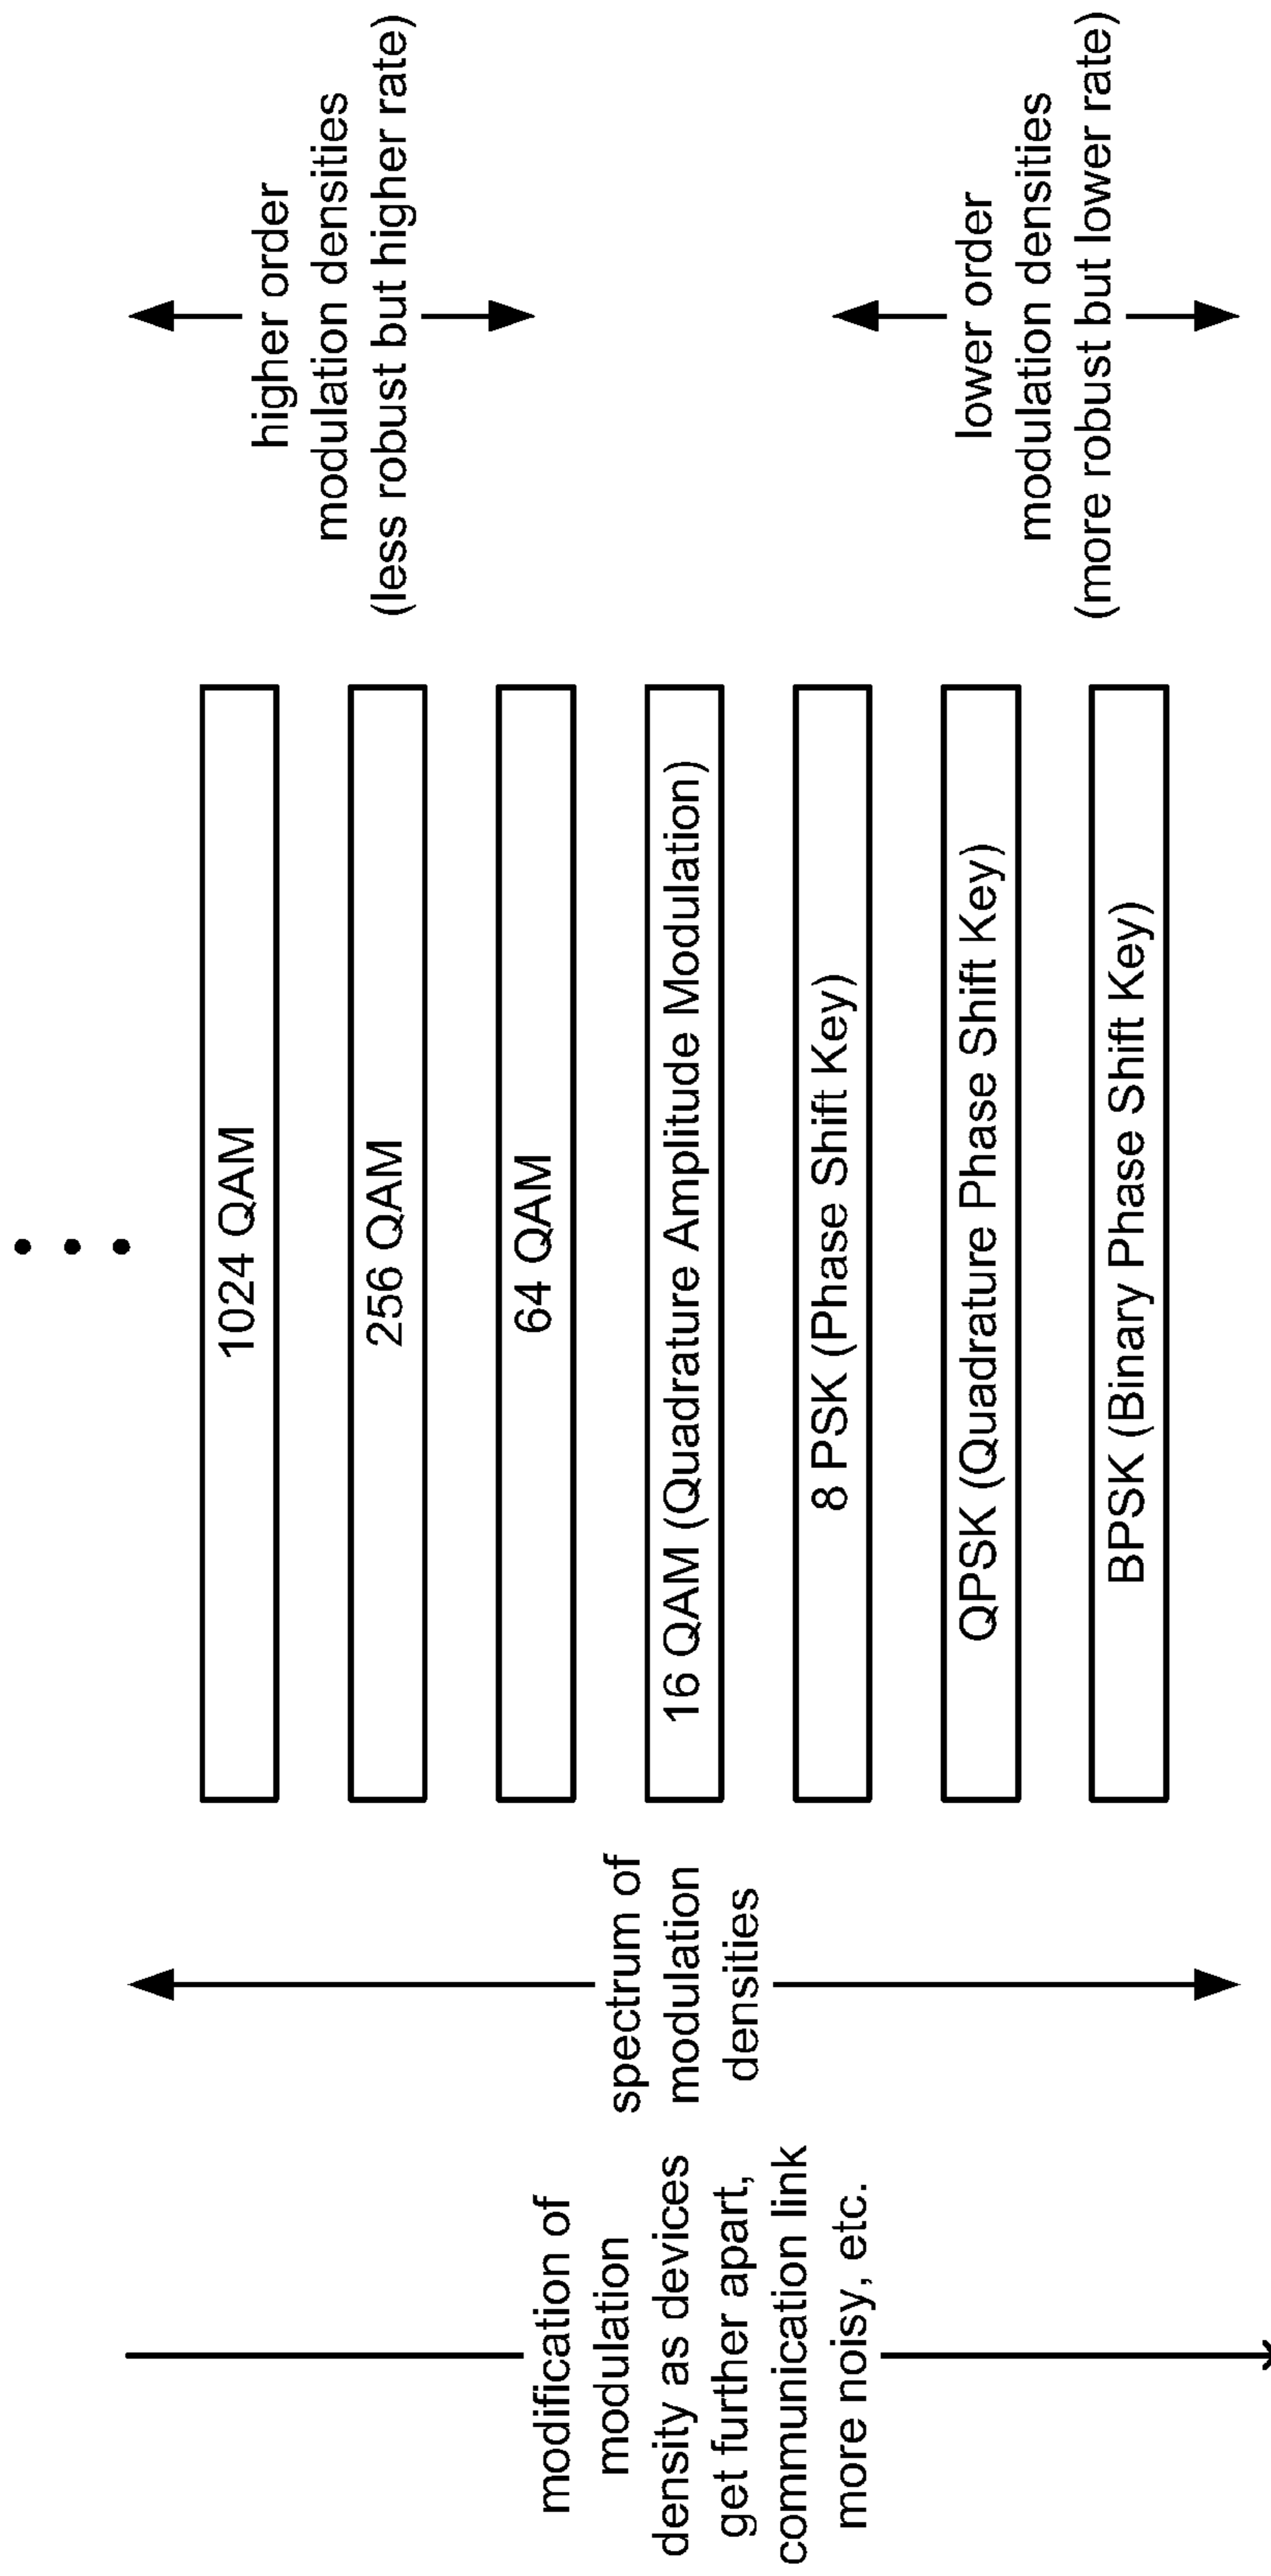 modification of
modulation
density as devices
get further apart,
communication link
more noisy, etc.
spectrum of
modulation
densities
1024 QAM
256 QAM
64 QAM
16 QAM (Quadrature Amplitude Modulation)
8 PSK (Phase Shift Key)
QPSK (Quadrature Phase Shift Key)
BPSK (Binary Phase Shift Key)
higher order
modulation densities
(less robust but higher rate)
lower order
modulation densities
(more robust but lower rate)